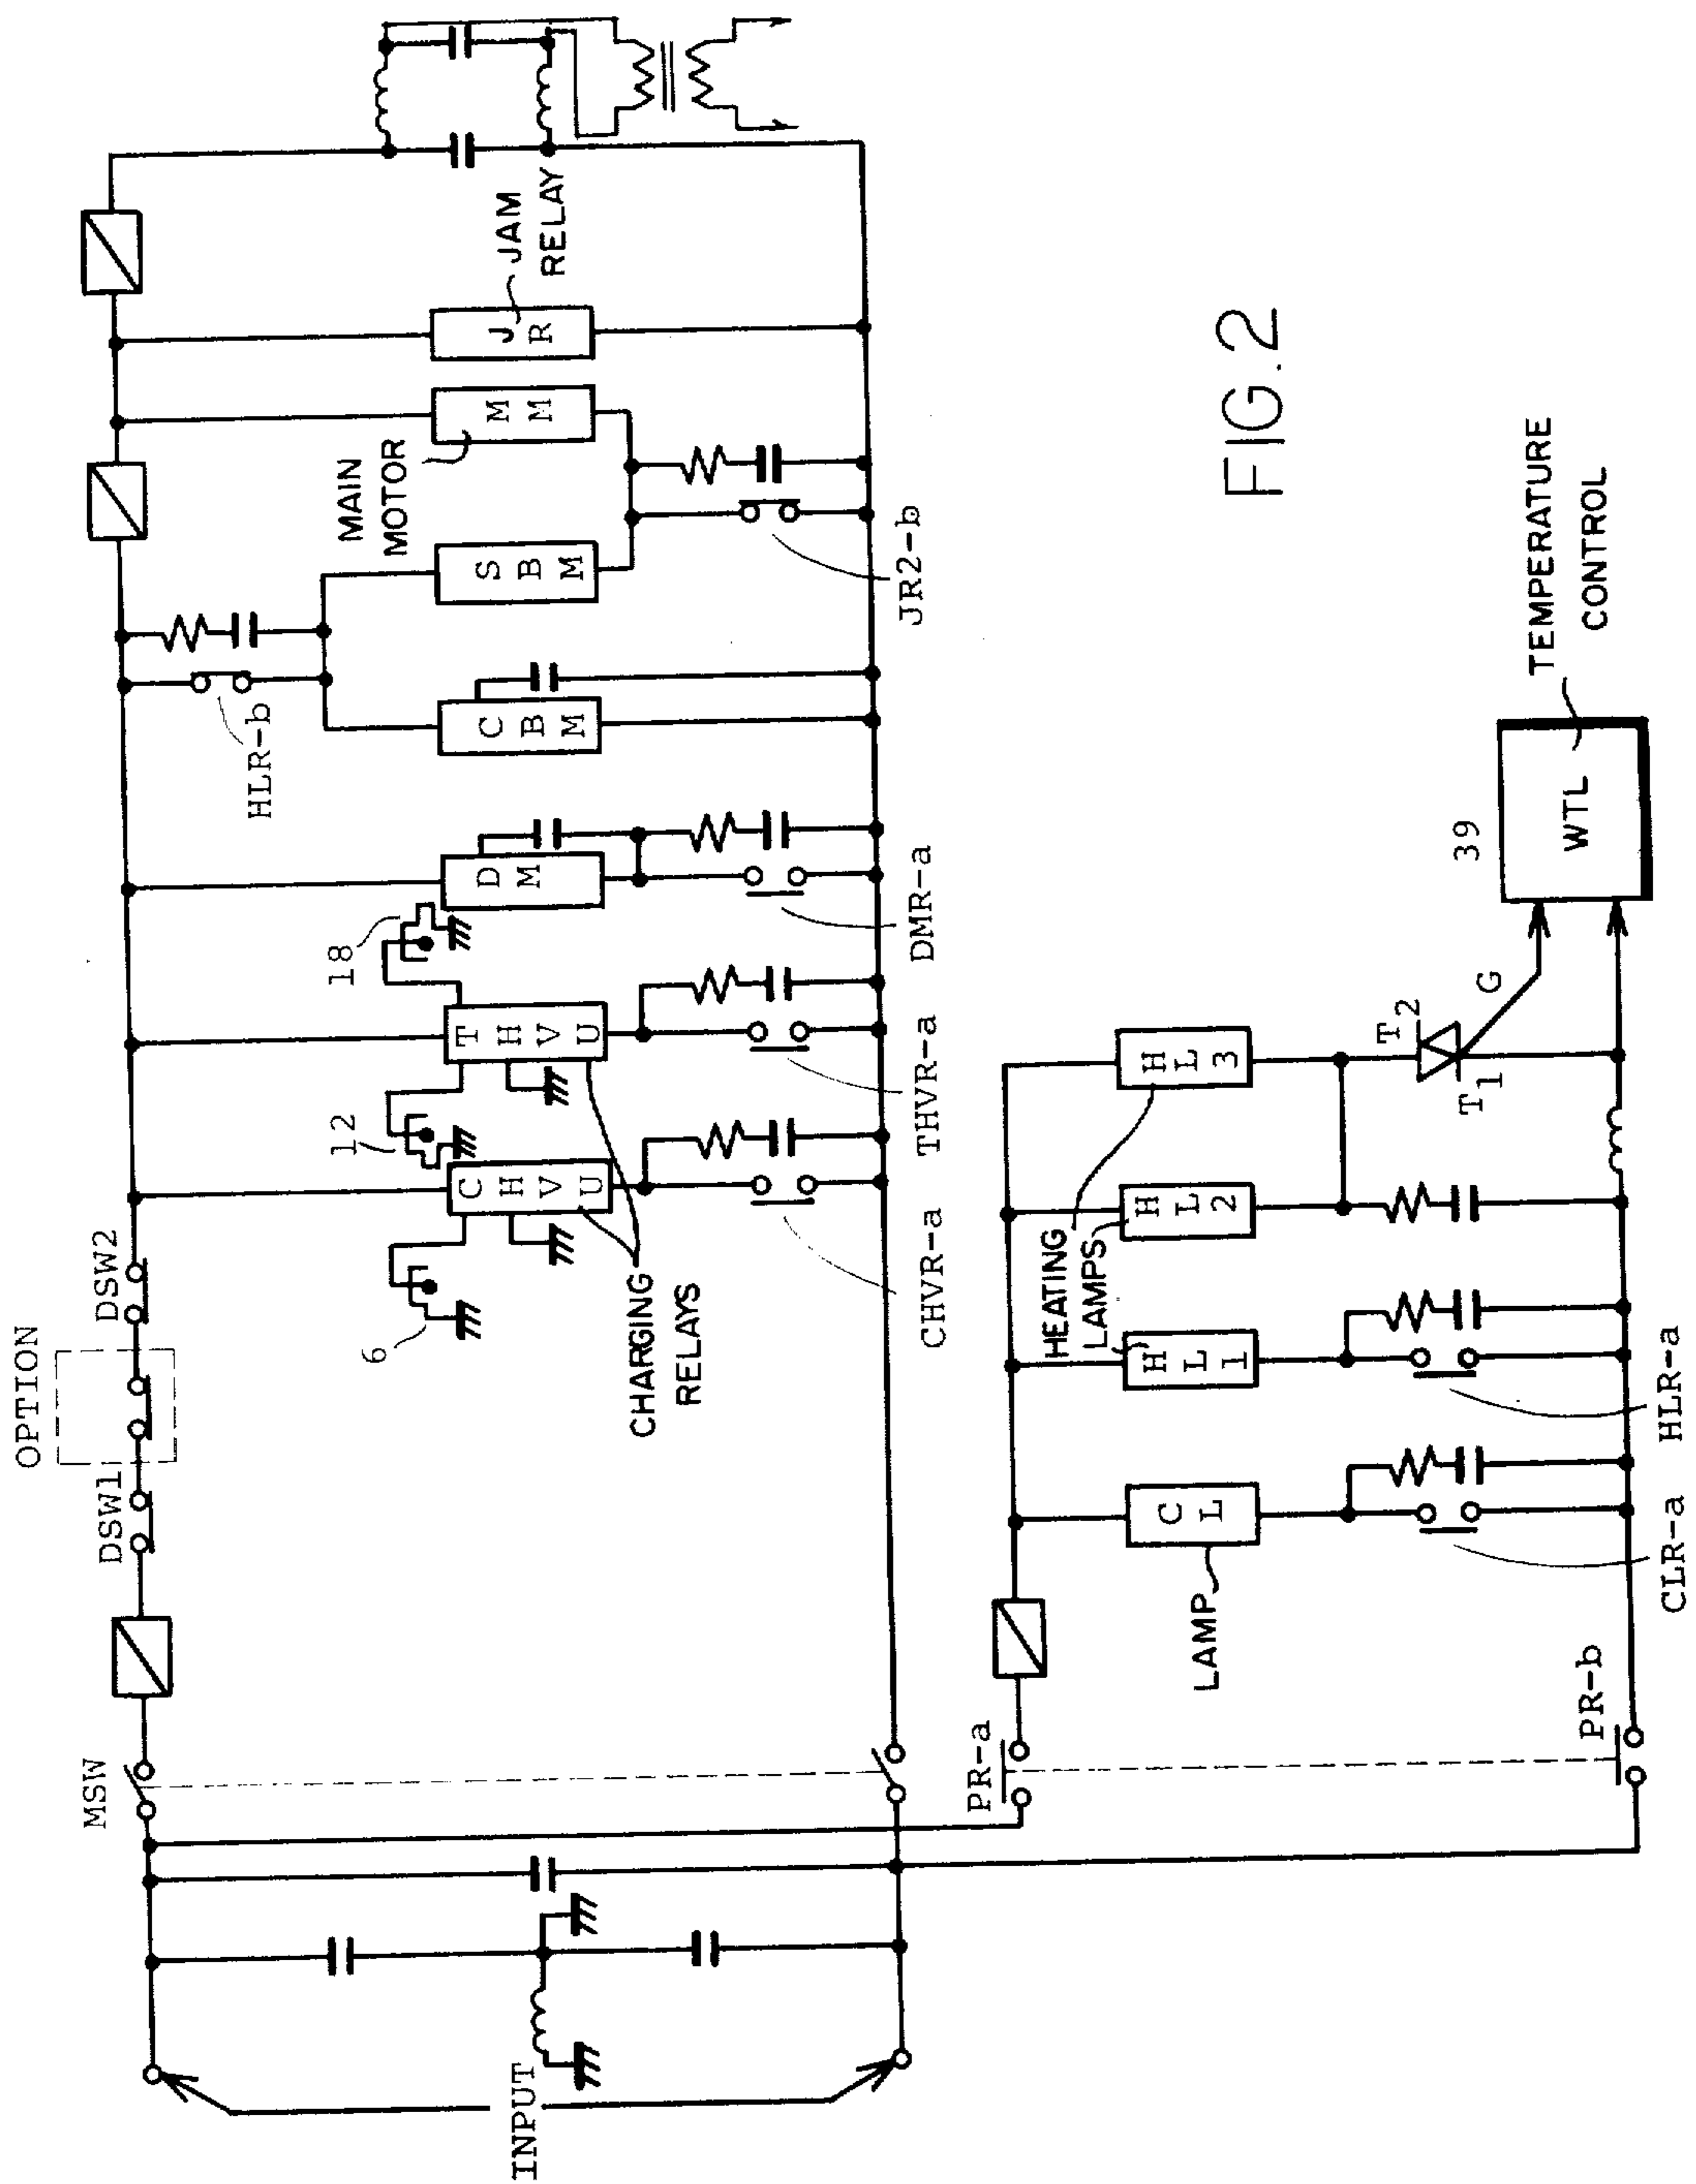 INPUT
MSW
DSW1
OPTION
DSW2
6
12
18
C
H
V
U
T
H
V
U
CHARGING
RELAYS
CHVR-a
THVR-a
D
M
DMR-a
HLR-b
C
B
M
S
B
M
MAIN
MOTOR
M
M
JR2-b
J
R
JAM
RELAY
PR-a
PR-b
LAMP
C
L
CLR-a
HEATING
LAMPS
H
L
1
HLR-a
H
L
2
H
L
3
T2
T1
G
39
WTL
TEMPERATURE
CONTROL
FIG.2